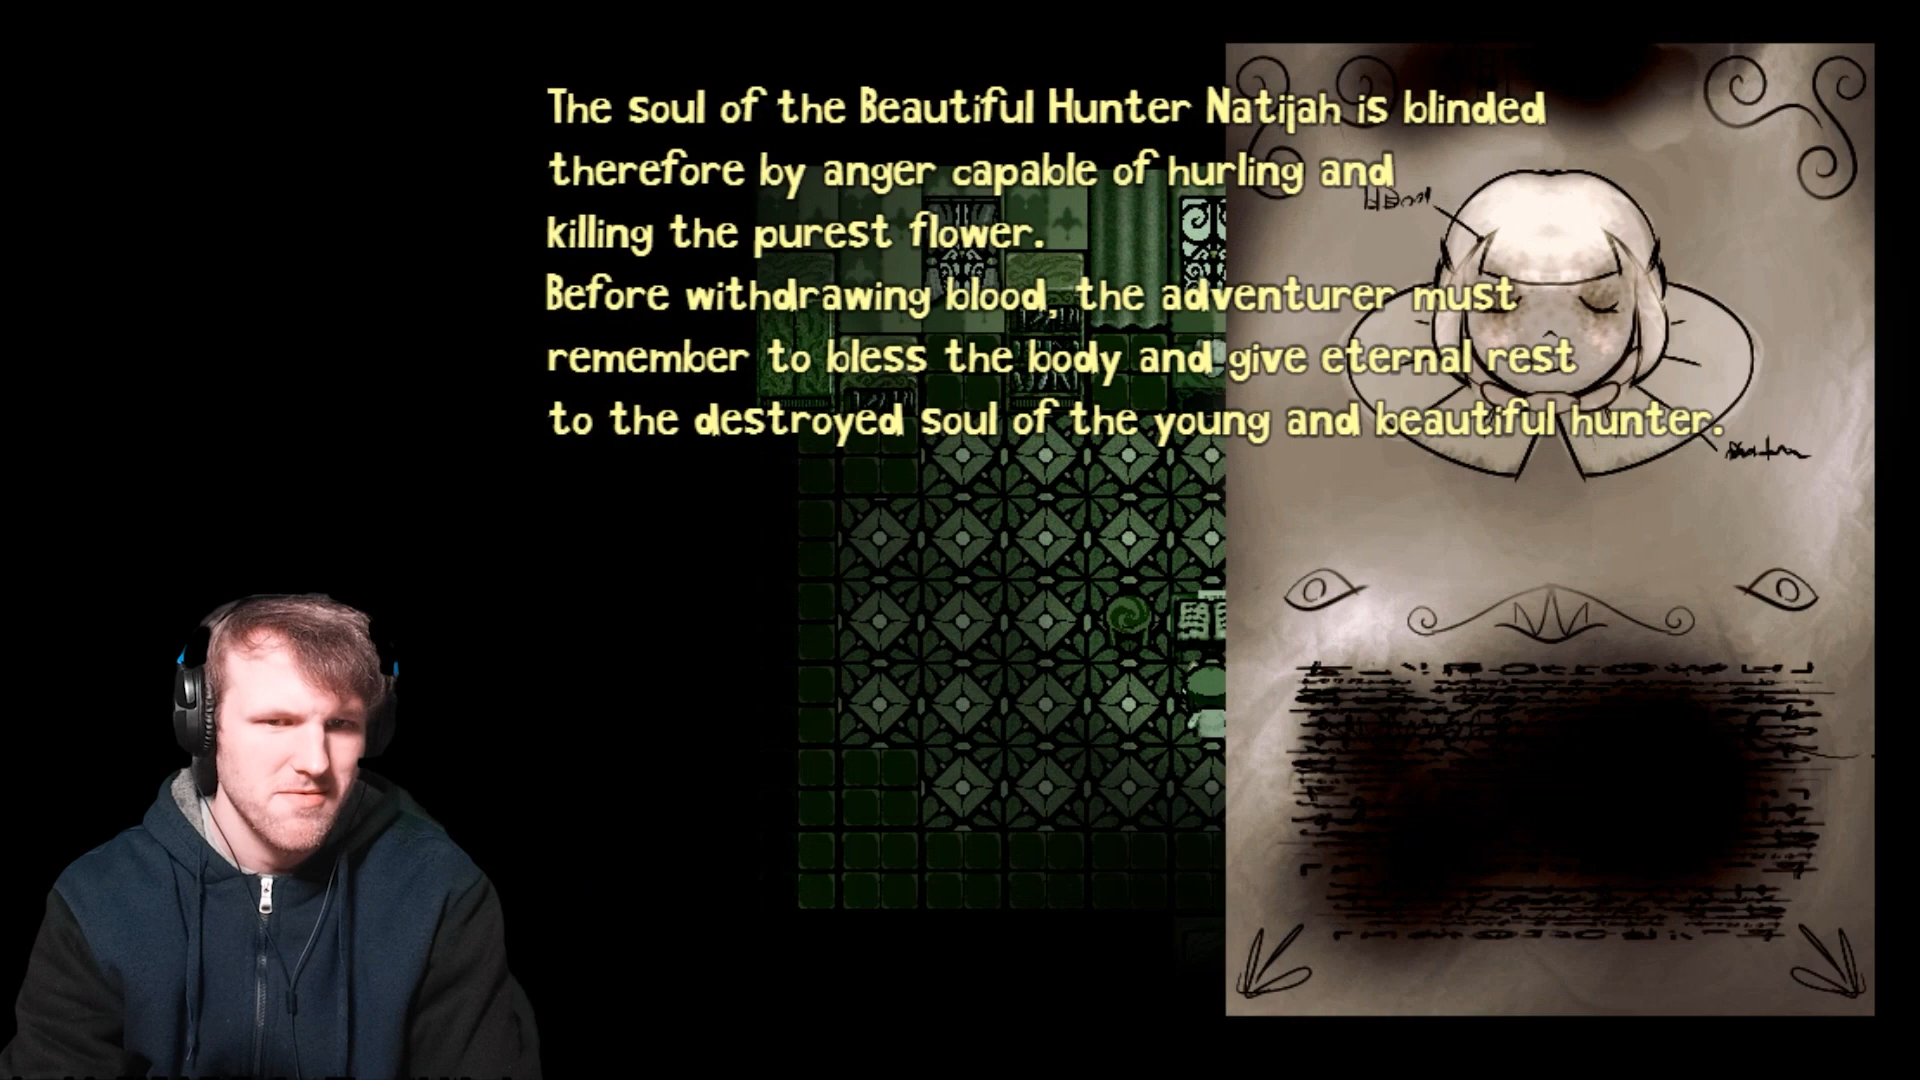 The soul of the Beautiful Hunter Natijah is blinded
therefore by anger capable of hurling and
killing the purest flower.
Before withdrawing blood, the adventurer must
remember to bless the body and give eternal rest
to the destroyed soul of the young and beautiful hunter.